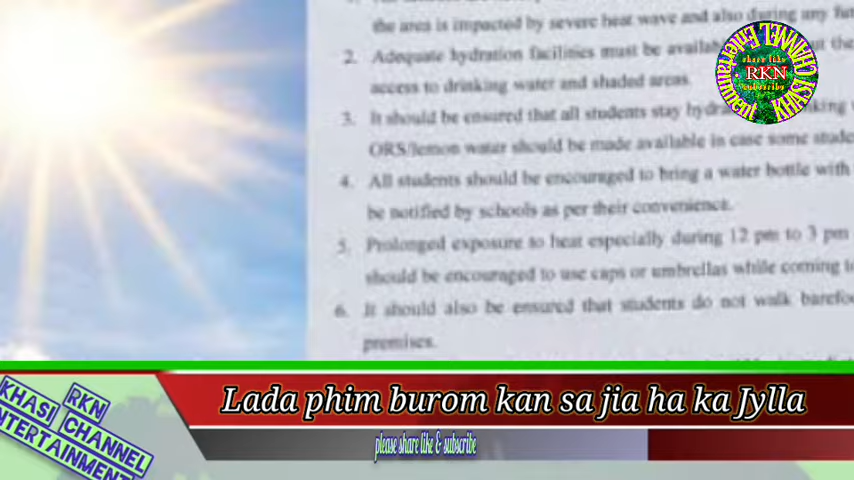 the area is impacted by severe heat wave and also during any
2. Adequate hydration facilities must be
access to drinking water and shaded areas.
3. It should be ensured that all students stay
ORS/lemon water should be made available in case some
4. All students should be encouraged to bring a water bottle with
be notified by schools as per their convenience.
5. Prolonged exposure to heat especially during 12 pm to 3 pm
should be encouraged to use caps or umbrellas while coming
6. It should also be ensured that students do not walk
premises.
KHASI CHANNEL Entertainment
share like
RKN
subscribe
Lada phim burom kan sa jia ha ka Jylla
please share like & subscribe
RKN
KHASI CHANNEL
ENTERTAINMENT